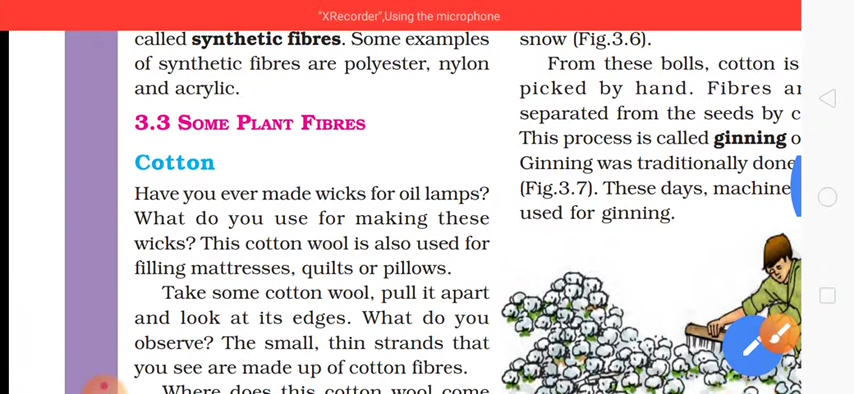 "XRecorder",Using the microphone
called synthetic fibres. Some examples
of synthetic fibres are polyester, nylon
and acrylic.
3.3 SOME PLANT FIBRES
Cotton
Have you ever made wicks for oil lamps?
What do you use for making these
wicks? This cotton wool is also used for
filling mattresses, quilts or pillows.
Take some cotton wool, pull it apart
and look at its edges. What do you
observe? The small, thin strands that
you see are made up of cotton fibres.
Where does this cotton wool come
snow (Fig.3.6).
From these bolls, cotton is
picked by hand. Fibres
separated from the seeds by
This process is called ginning
Ginning was traditionally done
(Fig.3.7). These days, machine
used for ginning.